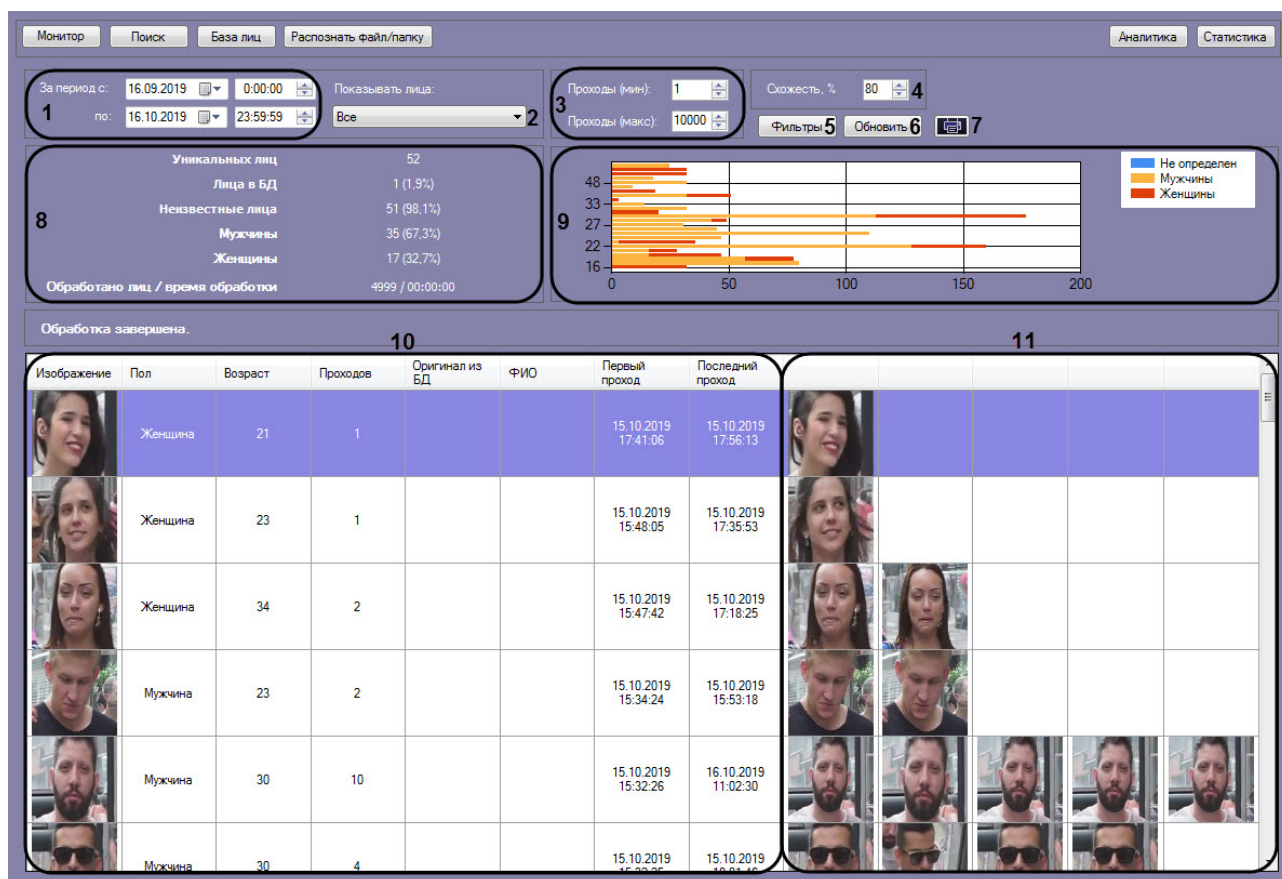 Монитор Поиск База лиц Распознать файл/папку Аналитика Статистика
За период с: 16.09.2019 0:00:00 Показывать лица: Проходы (мин): 1 Схожесть, % 80 4
1 3
по: 16.10.2019 23:59:59 Все 2 Проходы (макс): 10000 Фильтры 5 Обновить 6 7
Уникальных лиц 52
Лица в БД 1 (1,9%)
Неизвестные лица 51 (98,1%)
8
Мужчины 35 (67,3%)
Женщины 17 (32,7%)
Обработано лиц / время обработки 4999 / 00:00:00
9
48
33
27
22
16
0 50 100 150 200
Не определен
Мужчины
Женщины
Обработка завершена.
10 11
Изображение Пол Возраст Проходов Оригинал из БД ФИО Первый проход Последний проход
Женщина 21 1 15.10.2019 17:41:06 15.10.2019 17:56:13
Женщина 23 1 15.10.2019 15:48:05 15.10.2019 17:35:53
Женщина 34 2 15.10.2019 15:47:42 15.10.2019 17:18:25
Мужчина 23 2 15.10.2019 15:34:24 15.10.2019 15:53:18
Мужчина 30 10 15.10.2019 15:32:26 16.10.2019 11:02:30
Мужчина 30 4 15.10.2019 15.10.2019